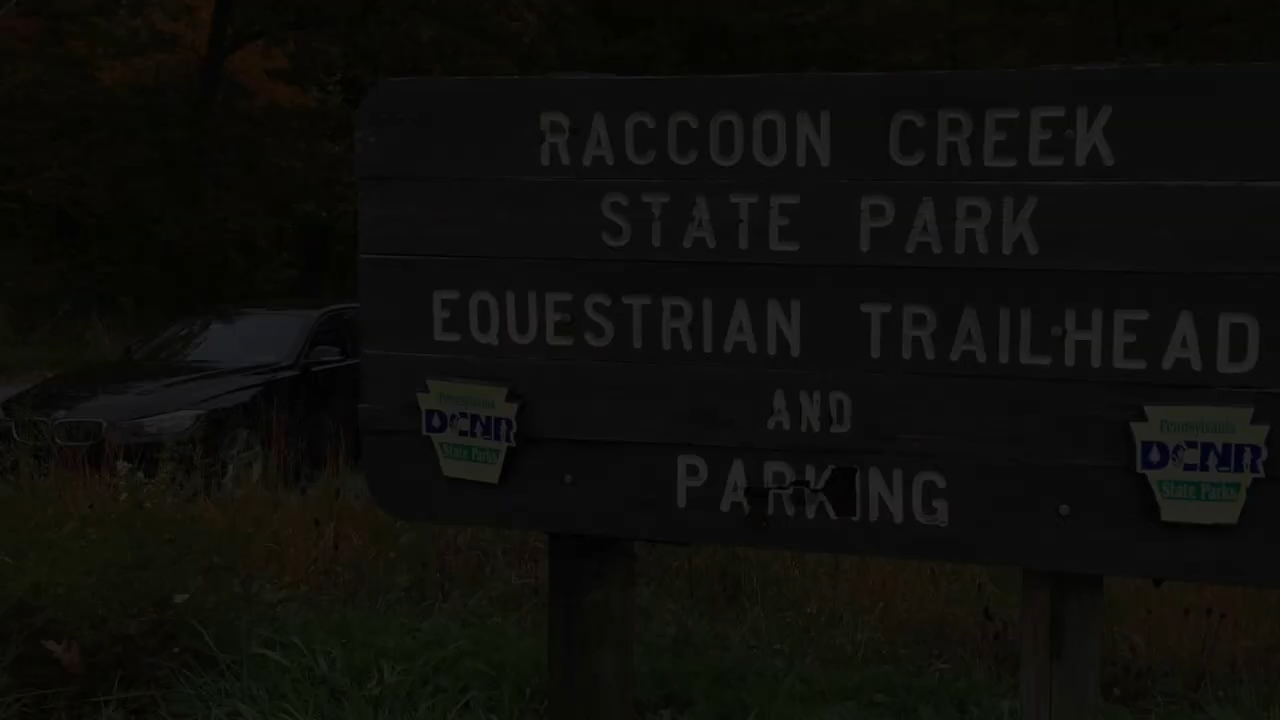 RACCOON CREEK
STATE PARK
EQUESTRIAN TRAILHEAD
AND
PARKING
Pennsylvania
DCNR
State Parks
Pennsylvania
DCNR
State Parks